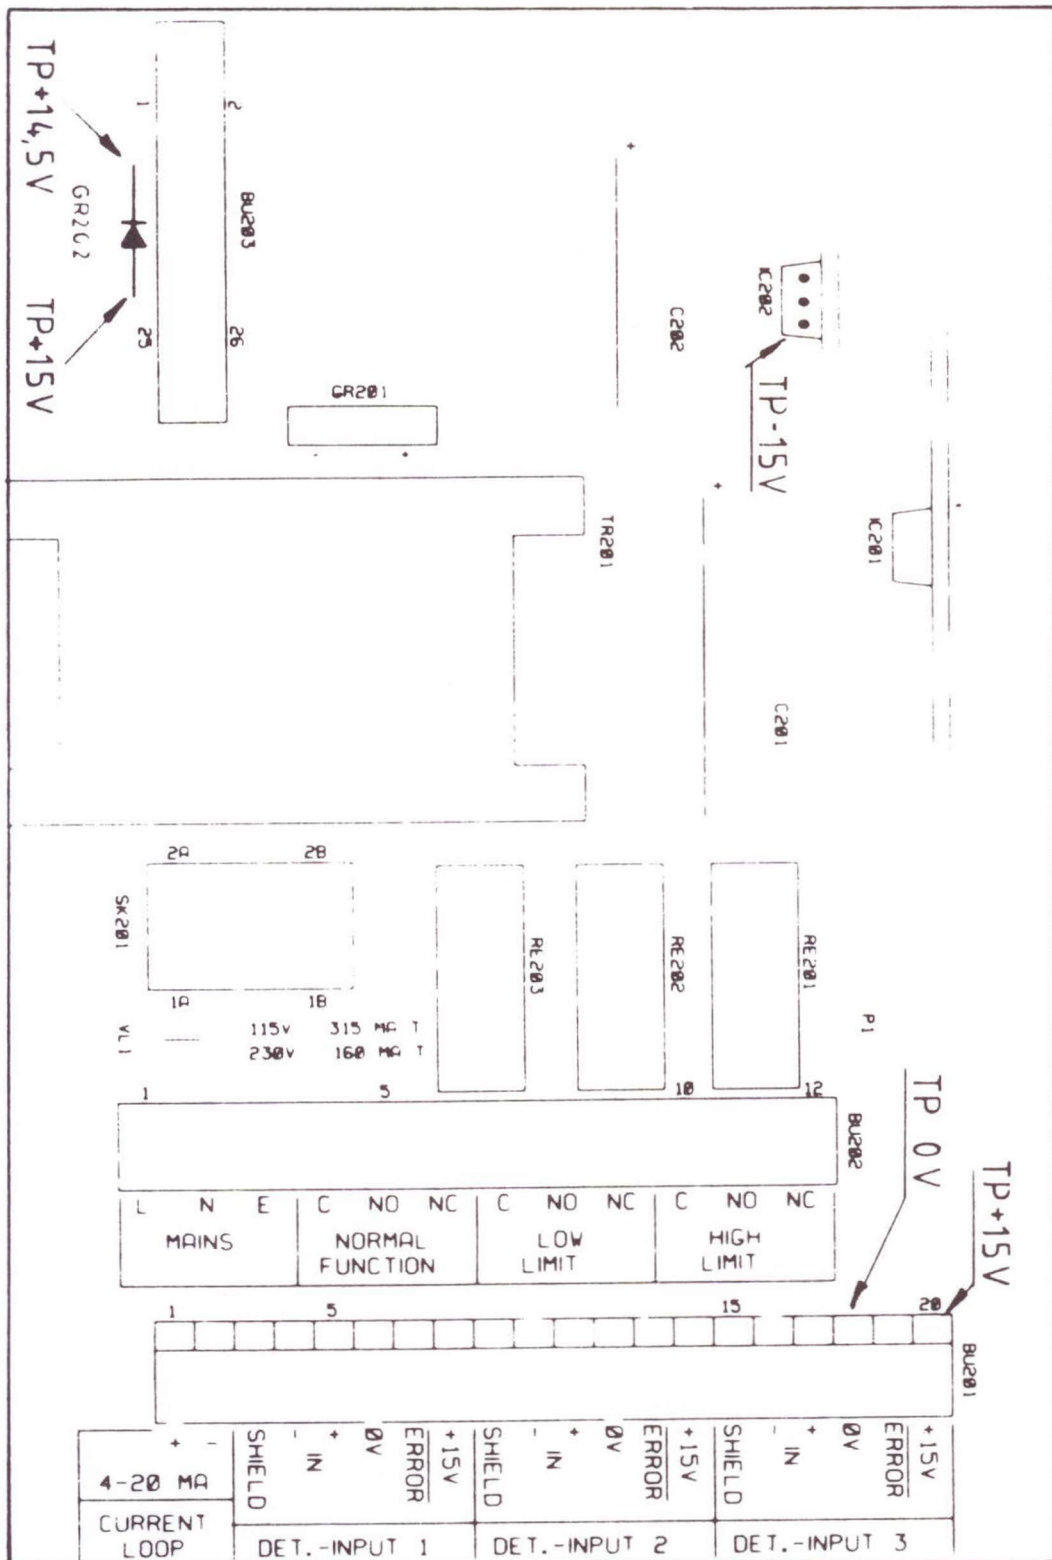 TP+14,5V
1
2
GR202
BU203
TP+15V
25
26
GR201
-
+
+
C202
IC202
TP-15V
+
TR201
IC201
C201
2A
2B
SK201
1A
1B
VL1
115V 315 MA T
230V 160 MA T
RE203
RE202
RE201
P1
1
5
10
12
BU202
TP 0V
TP+15V
L N E C NO NC C NO NC C NO NC
MAINS
NORMAL
FUNCTION
LOW
LIMIT
HIGH
LIMIT
1
5
15
20
BU201
+ -
4-20 MA
CURRENT
LOOP
SHIELD
- IN +
0V
ERROR
+15V
DET.-INPUT 1
SHIELD
- IN +
0V
ERROR
+15V
DET.-INPUT 2
SHIELD
- IN +
0V
ERROR
+15V
DET.-INPUT 3